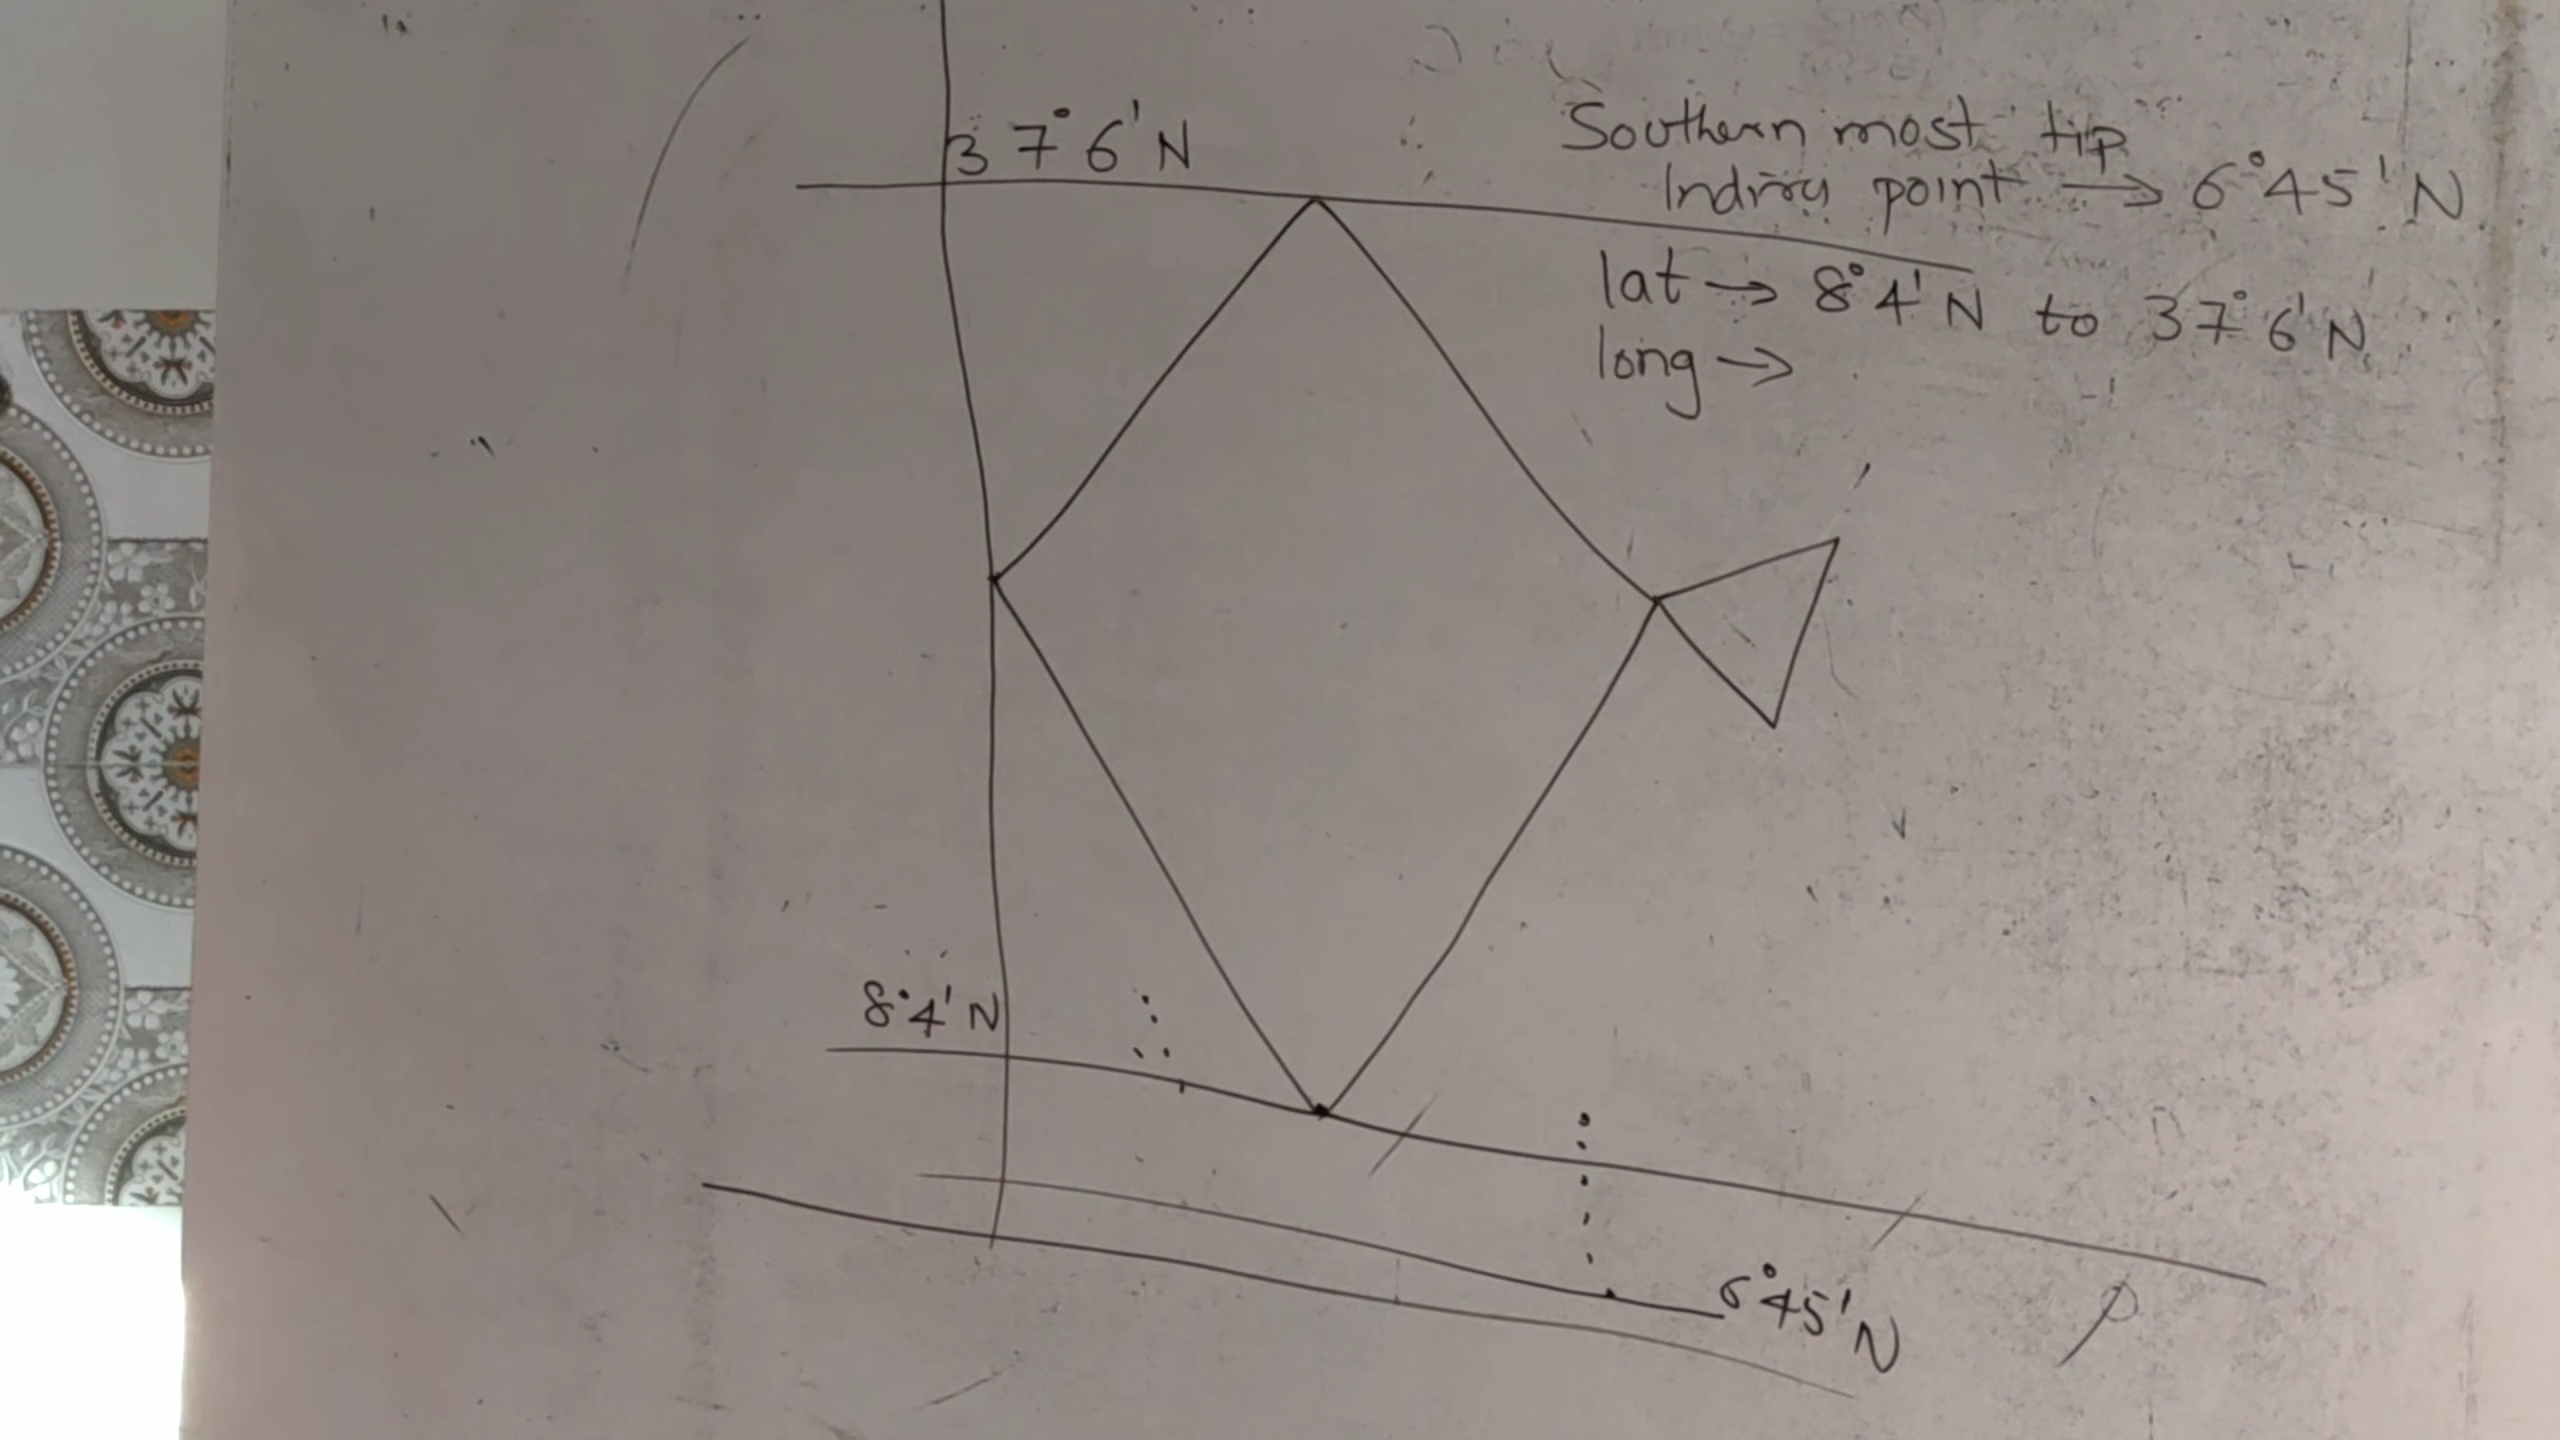 37°6'N
Southern most tip
Indira point → 6°45'N
lat → 8°4'N to 37°6'N
long →
8°4'N
6°45'N